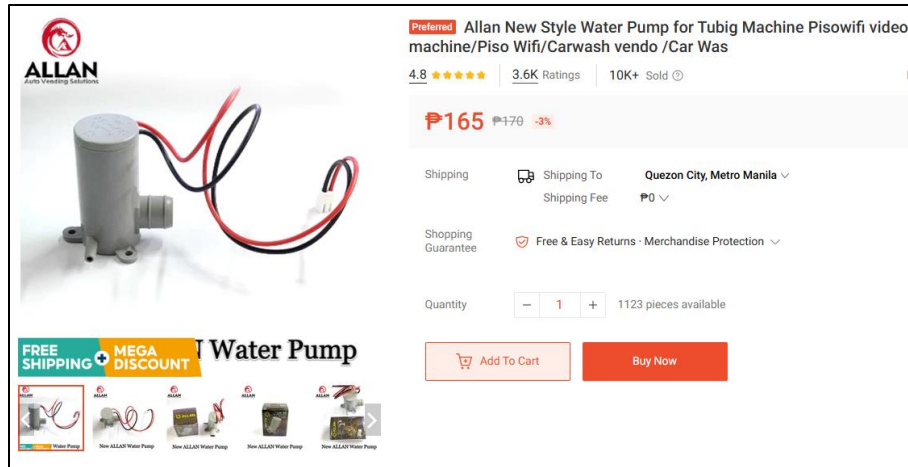 ALLAN
Auto Vending Solutions
Preferred Allan New Style Water Pump for Tubig Machine Pisowifi video
machine/Piso Wifi/Carwash vendo /Car Was
4.8 3.6K Ratings 10K+ Sold
₱165 ₱170 -3%
Shipping Shipping To Quezon City, Metro Manila
Shipping Fee ₱0
Shopping
Guarantee
Free & Easy Returns · Merchandise Protection
Quantity − 1 + 1123 pieces available
Add To Cart Buy Now
FREE
SHIPPING + MEGA
DISCOUNT
N Water Pump
Water Pump
New ALLAN Water Pump
New ALLAN Water Pump
New ALLAN Water Pump
New ALLAN Water Pump